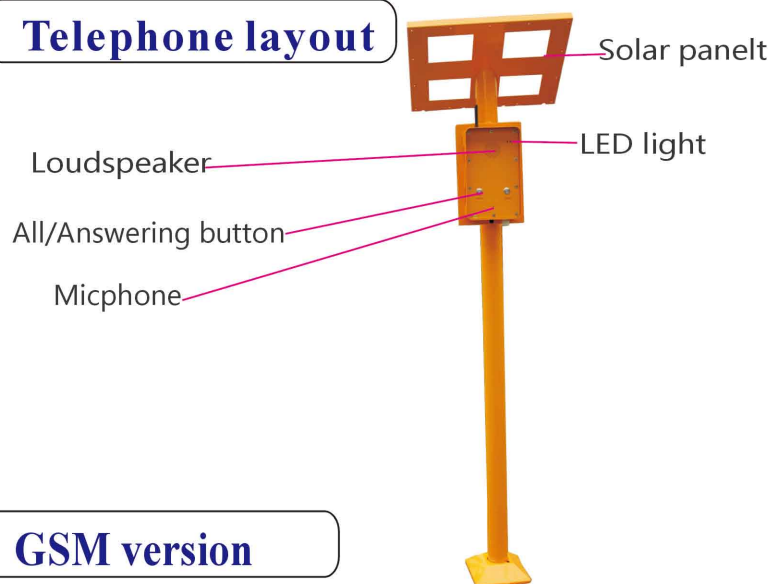 Telephone layout
Solar panelt
LED light
Loudspeaker
All/Answering button
Micphone
GSM version